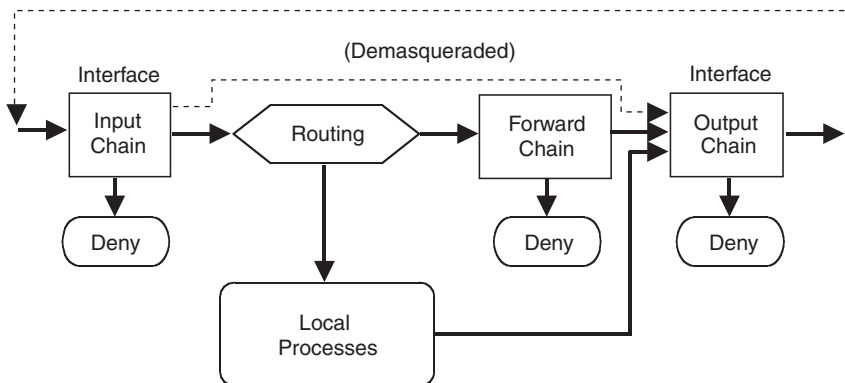 (Demasqueraded)
Interface
Interface
Input
Chain
Routing
Forward
Chain
Output
Chain
Deny
Deny
Deny
Local
Processes